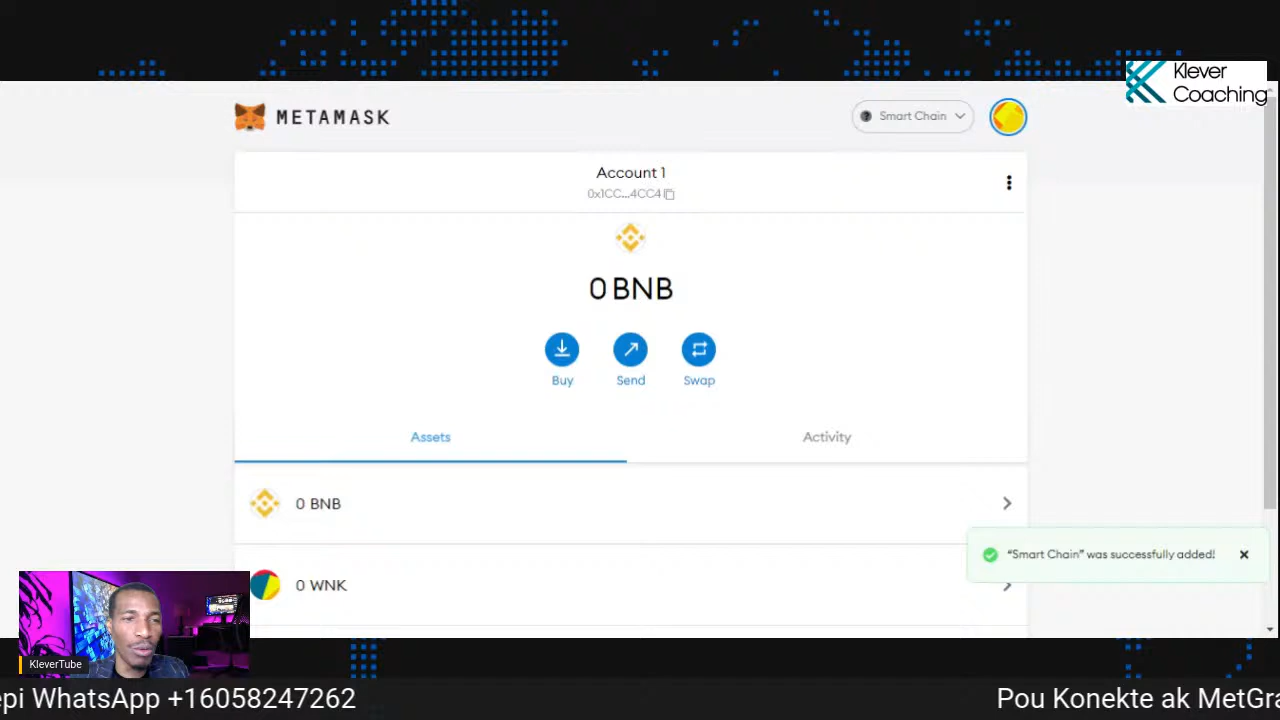 Klever
Coaching
METAMASK
Smart Chain
Account 1
0x1CC...4CC4
0 BNB
Buy
Send
Swap
Assets
Activity
0 BNB
"Smart Chain" was successfully added!
0 WNK
KleverTube
epi WhatsApp +16058247262
Pou Konekte ak MetGra